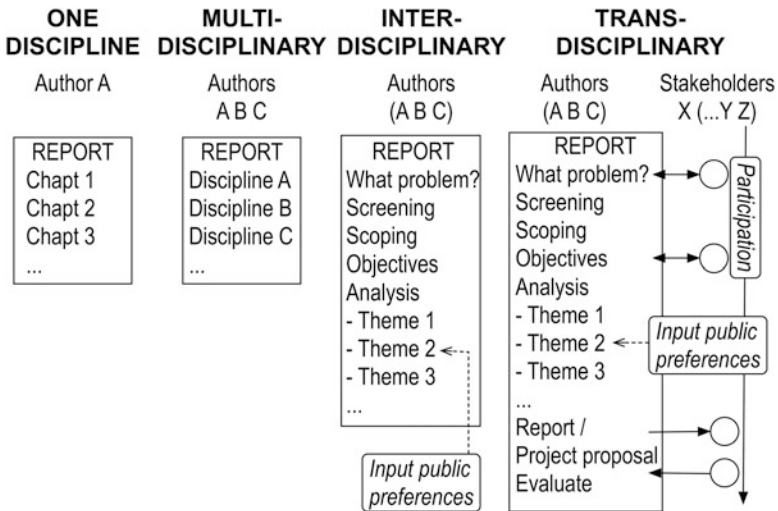 ONE
DISCIPLINE
Author A
REPORT
Chapt 1
Chapt 2
Chapt 3
...
MULTI-
DISCIPLINARY
Authors
A B C
REPORT
Discipline A
Discipline B
Discipline C
...
INTER-
DISCIPLINARY
Authors
(A B C)
REPORT
What problem?
Screening
Scoping
Objectives
Analysis
- Theme 1
- Theme 2
- Theme 3
...
Input public
preferences
TRANS-
DISCIPLINARY
Authors
(A B C)
REPORT
What problem?
Screening
Scoping
Objectives
Analysis
- Theme 1
- Theme 2
- Theme 3
...
Report /
Project proposal
Evaluate
Stakeholders
X (...Y Z)
Participation
Input public
preferences